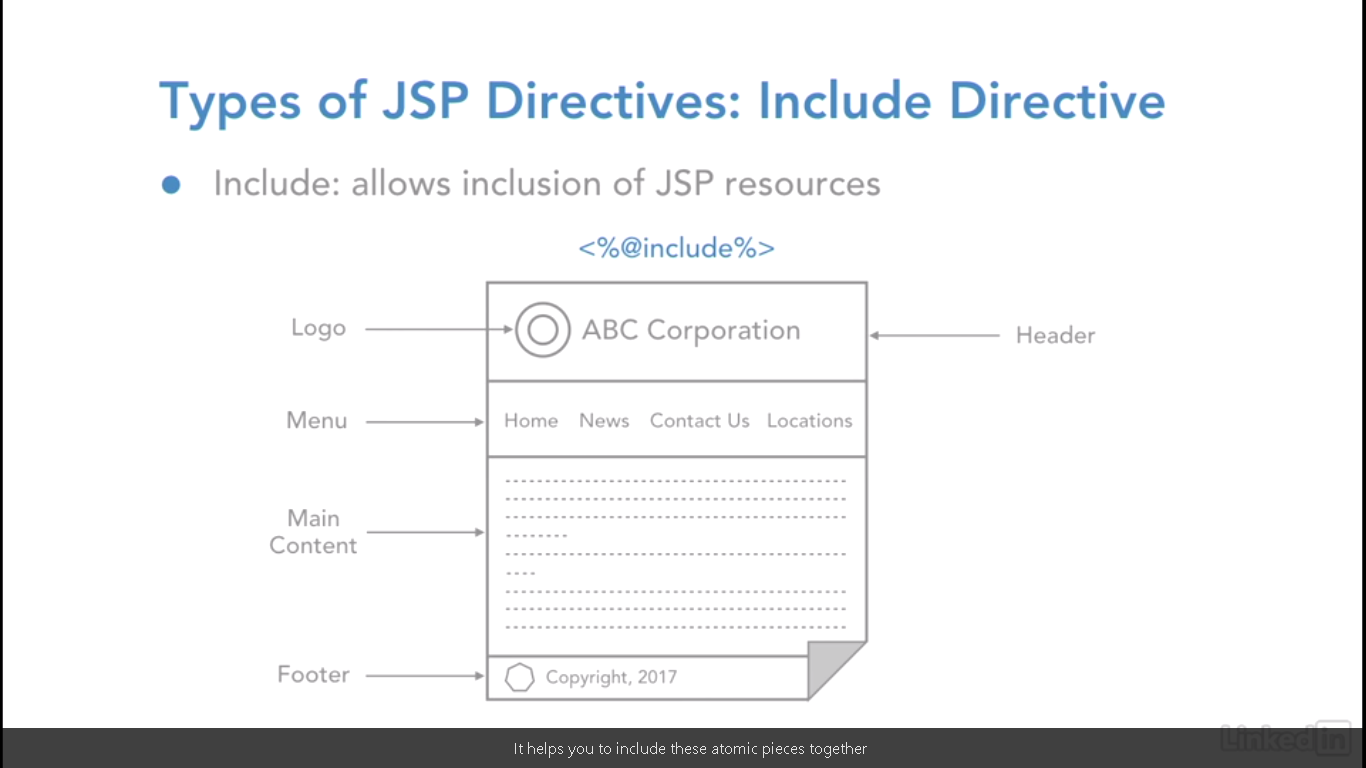 Types of JSP Directives: Include Directive
Include: allows inclusion of JSP resources
<%@include%>
Logo
ABC Corporation
Header
Menu
Home News Contact Us Locations
Main
Content
Footer
Copyright, 2017
LinkedIn
It helps you to include these atomic pieces together